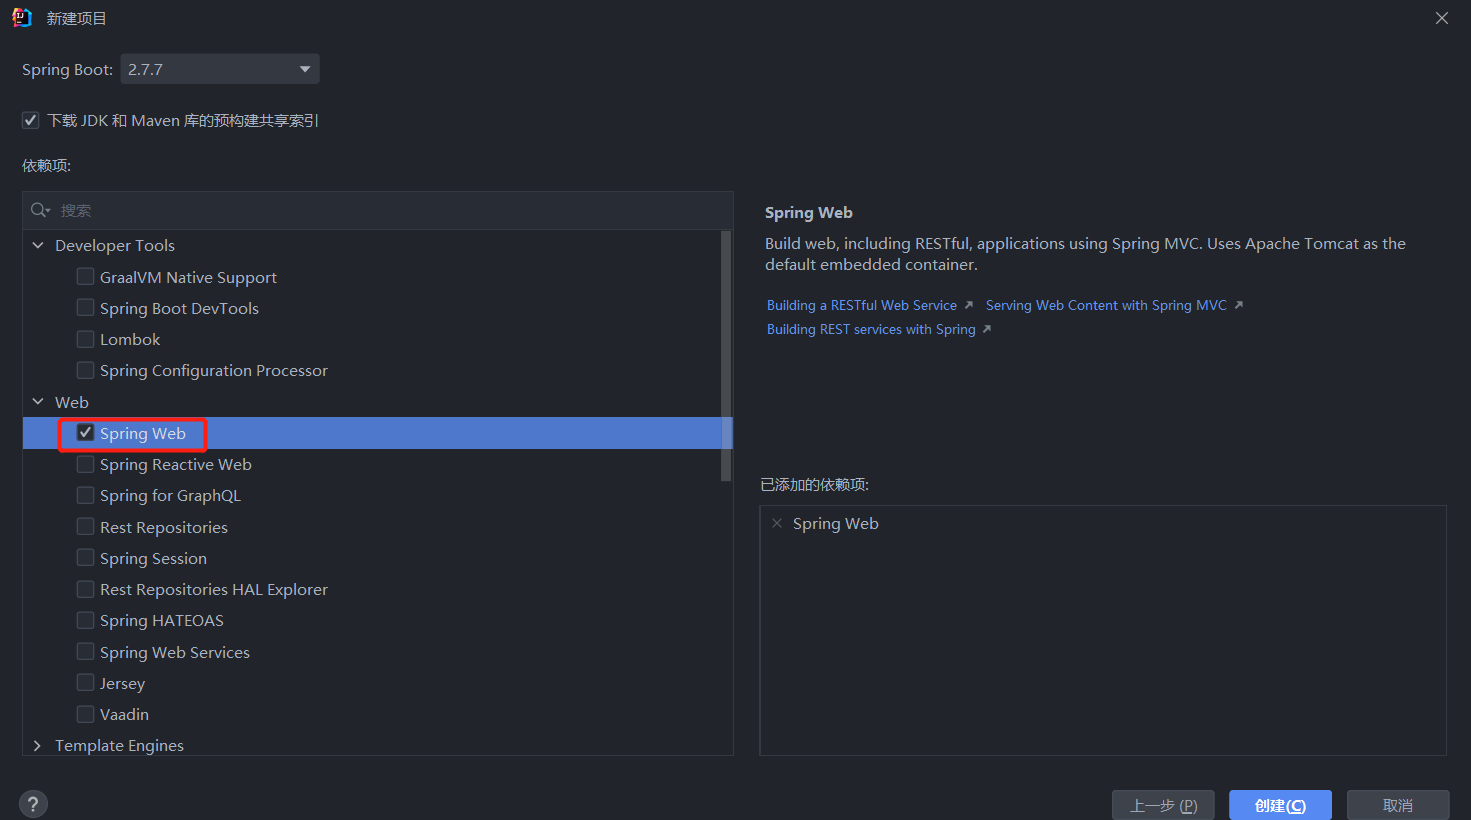 新建项目
Spring Boot: 2.7.7
下载 JDK 和 Maven 库的预构建共享索引
依赖项:
搜索
Developer Tools
GraalVM Native Support
Spring Boot DevTools
Lombok
Spring Configuration Processor
Web
Spring Web
Spring Reactive Web
Spring for GraphQL
Rest Repositories
Spring Session
Rest Repositories HAL Explorer
Spring HATEOAS
Spring Web Services
Jersey
Vaadin
Template Engines
Spring Web
Build web, including RESTful, applications using Spring MVC. Uses Apache Tomcat as the
default embedded container.
Building a RESTful Web Service Serving Web Content with Spring MVC
Building REST services with Spring
已添加的依赖项:
Spring Web
?
上一步 (P) 创建(C) 取消